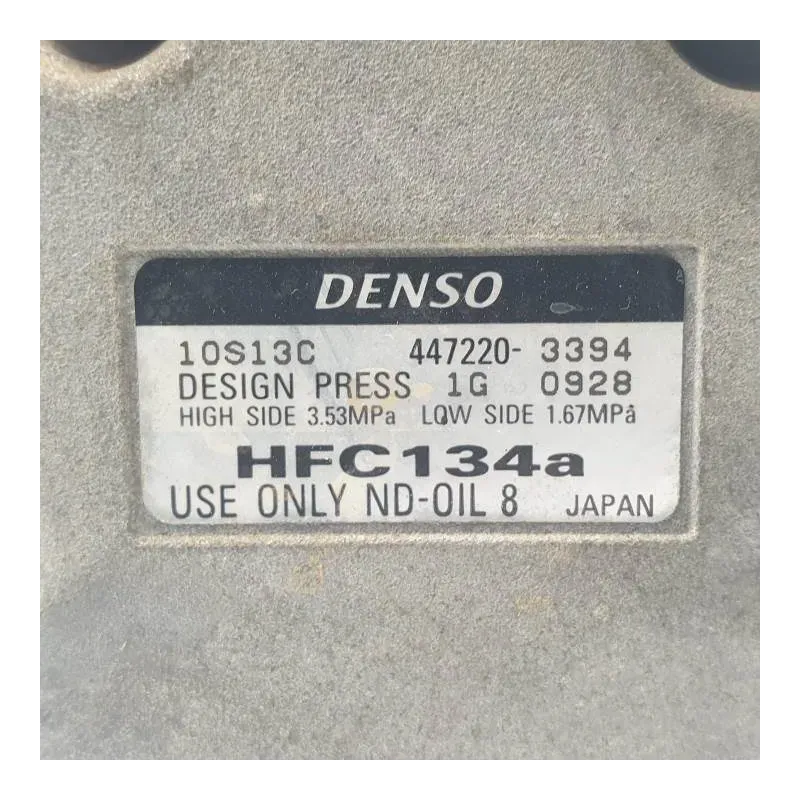 DENSO
10S13C 447220- 3394
DESIGN PRESS 1G 0928
HIGH SIDE 3.53MPa LOW SIDE 1.67MPa
HFC134a
USE ONLY ND-OIL 8 JAPAN